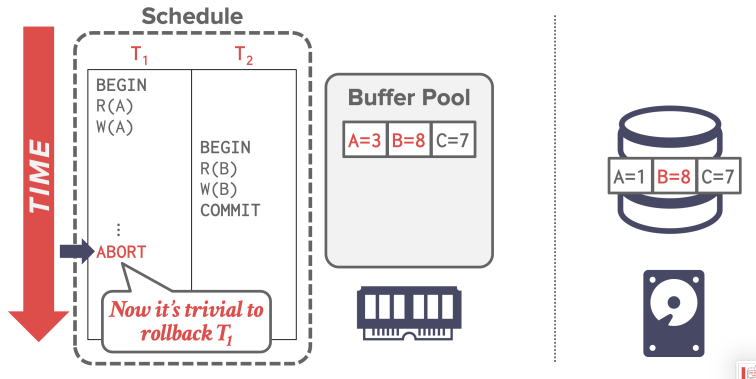 Schedule
T1 T2
TIME
BEGIN
R(A)
W(A)
BEGIN
R(B)
W(B)
COMMIT
⋮
ABORT
Now it's trivial to
rollback T1
Buffer Pool
A=3 B=8 C=7
A=1 B=8 C=7